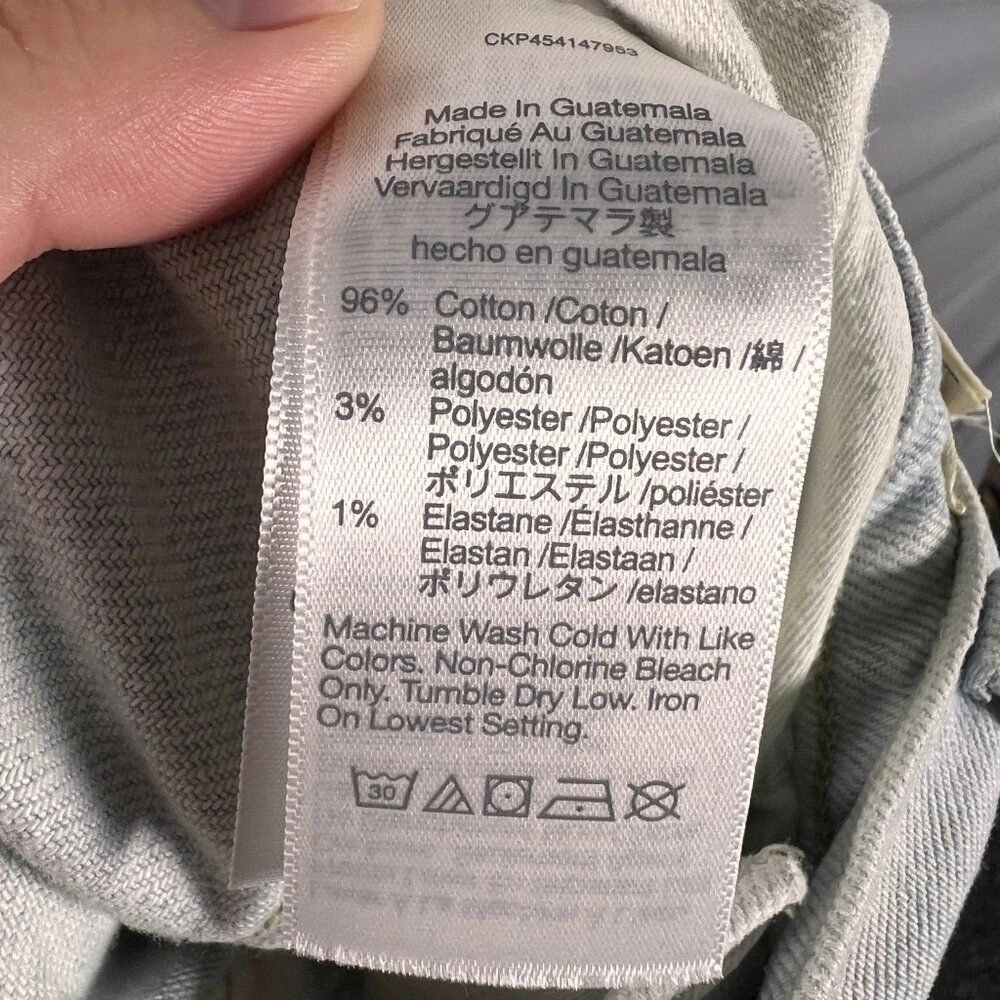 CKP454147953
Made In Guatemala
Fabriqué Au Guatemala
Hergestellt In Guatemala
Vervaardigd In Guatemala
グアテマラ製
hecho en guatemala
96% Cotton /Coton /
Baumwolle /Katoen /綿 /
algodón
3% Polyester /Polyester /
Polyester /Polyester /
ポリエステル /poliéster
1% Elastane /Élasthanne /
Elastan /Elastaan /
ポリウレタン /elastano
Machine Wash Cold With Like
Colors. Non-Chlorine Bleach
Only. Tumble Dry Low. Iron
On Lowest Setting.
30